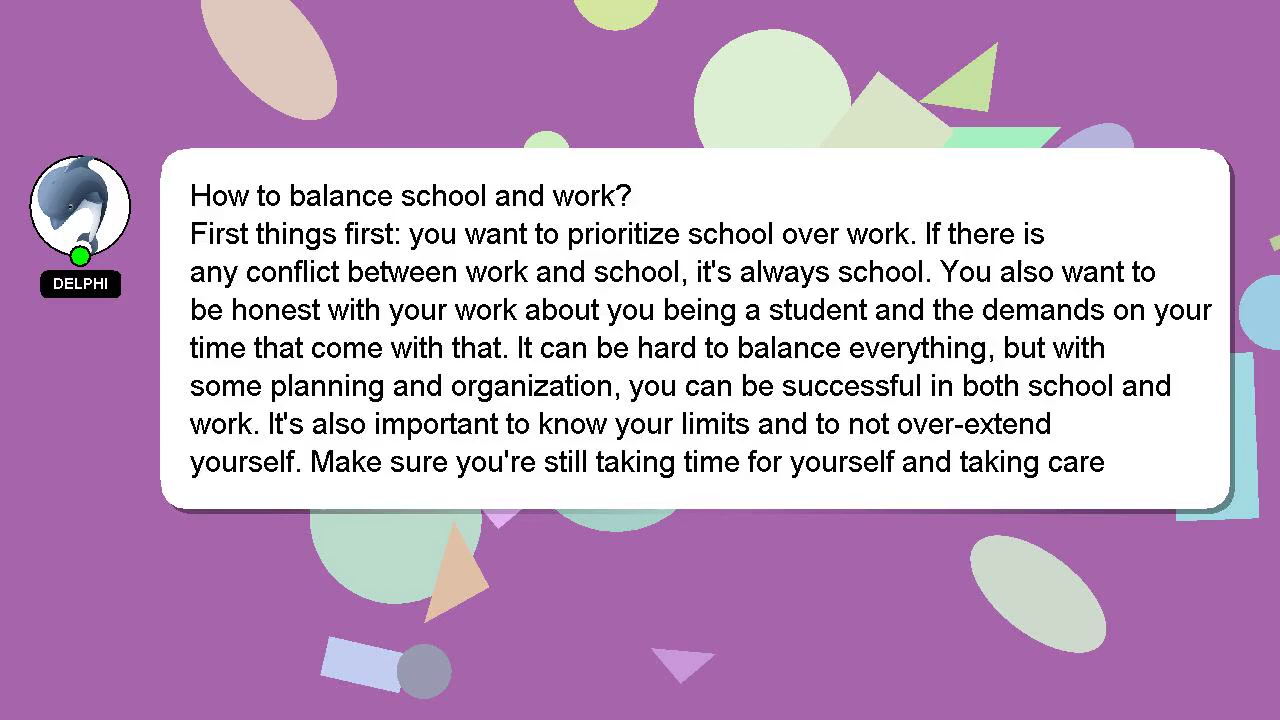 DELPHI
How to balance school and work?
First things first: you want to prioritize school over work. If there is
any conflict between work and school, it's always school. You also want to
be honest with your work about you being a student and the demands on your
time that come with that. It can be hard to balance everything, but with
some planning and organization, you can be successful in both school and
work. It's also important to know your limits and to not over-extend
yourself. Make sure you're still taking time for yourself and taking care